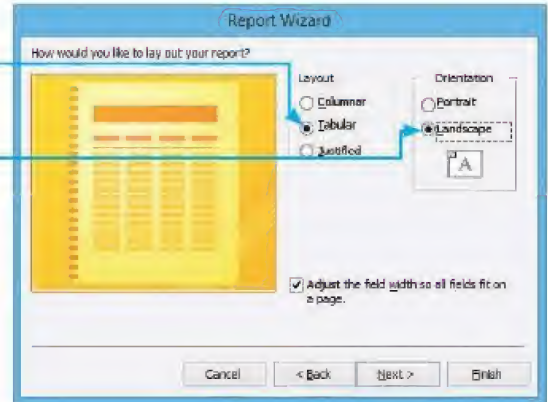 Report Wizard
How would you like to lay out your report?
Layout
Columnar
Tabular
Justified
Orientation
Portrait
Landscape
A
Adjust the field width so all fields fit on
a page.
Cancel
< Back
Next >
Finish